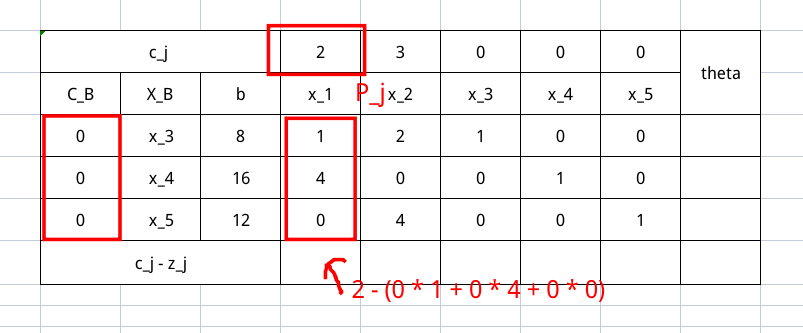 c_j 2 3 0 0 0 theta
C_B X_B b x_1 P_j x_2 x_3 x_4 x_5
0 x_3 8 1 2 1 0 0
0 x_4 16 4 0 0 1 0
0 x_5 12 0 4 0 0 1
c_j - z_j
2 - (0 * 1 + 0 * 4 + 0 * 0)